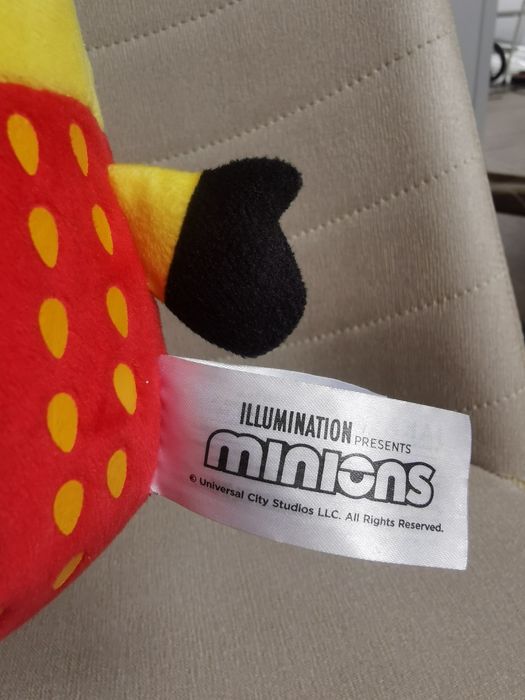 ILLUMINATION PRESENTS
minions
© Universal City Studios LLC. All Rights Reserved.